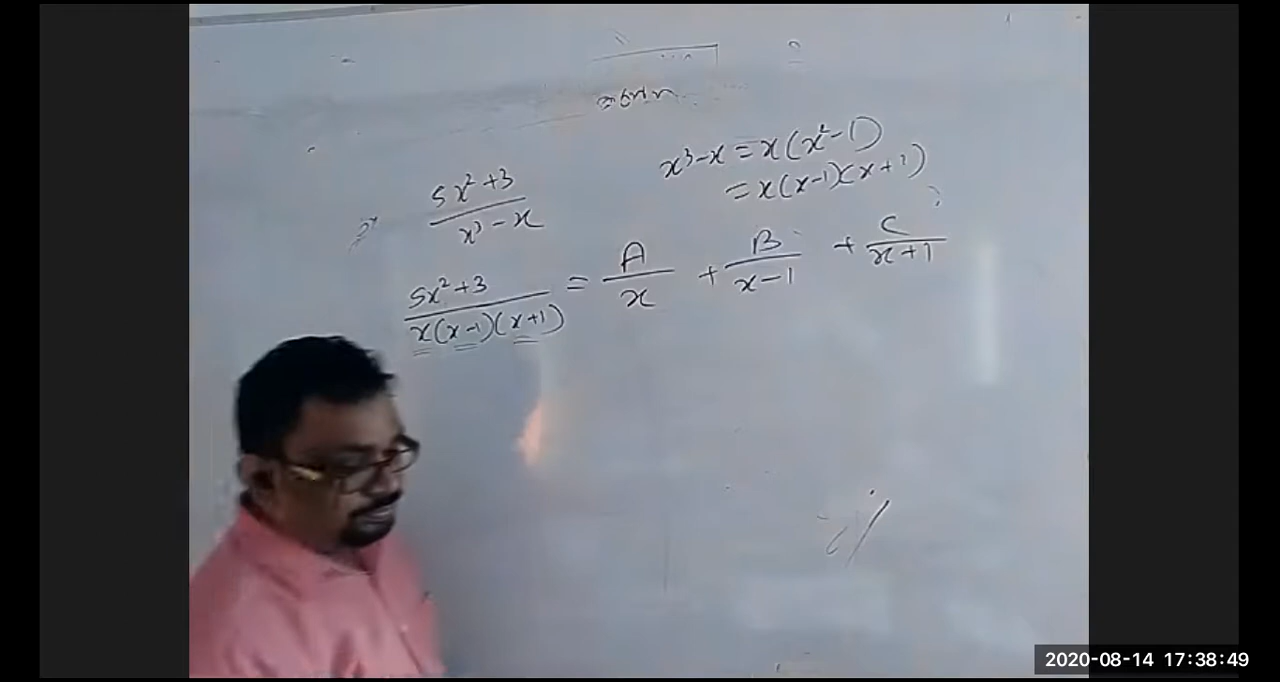 x³-x = x(x²-1)
= x(x-1)(x+1)
5x²+3 / x³-x
5x²+3 / x(x-1)(x+1) = A / x + B / x-1 + C / x+1
2020-08-14 17:38:49